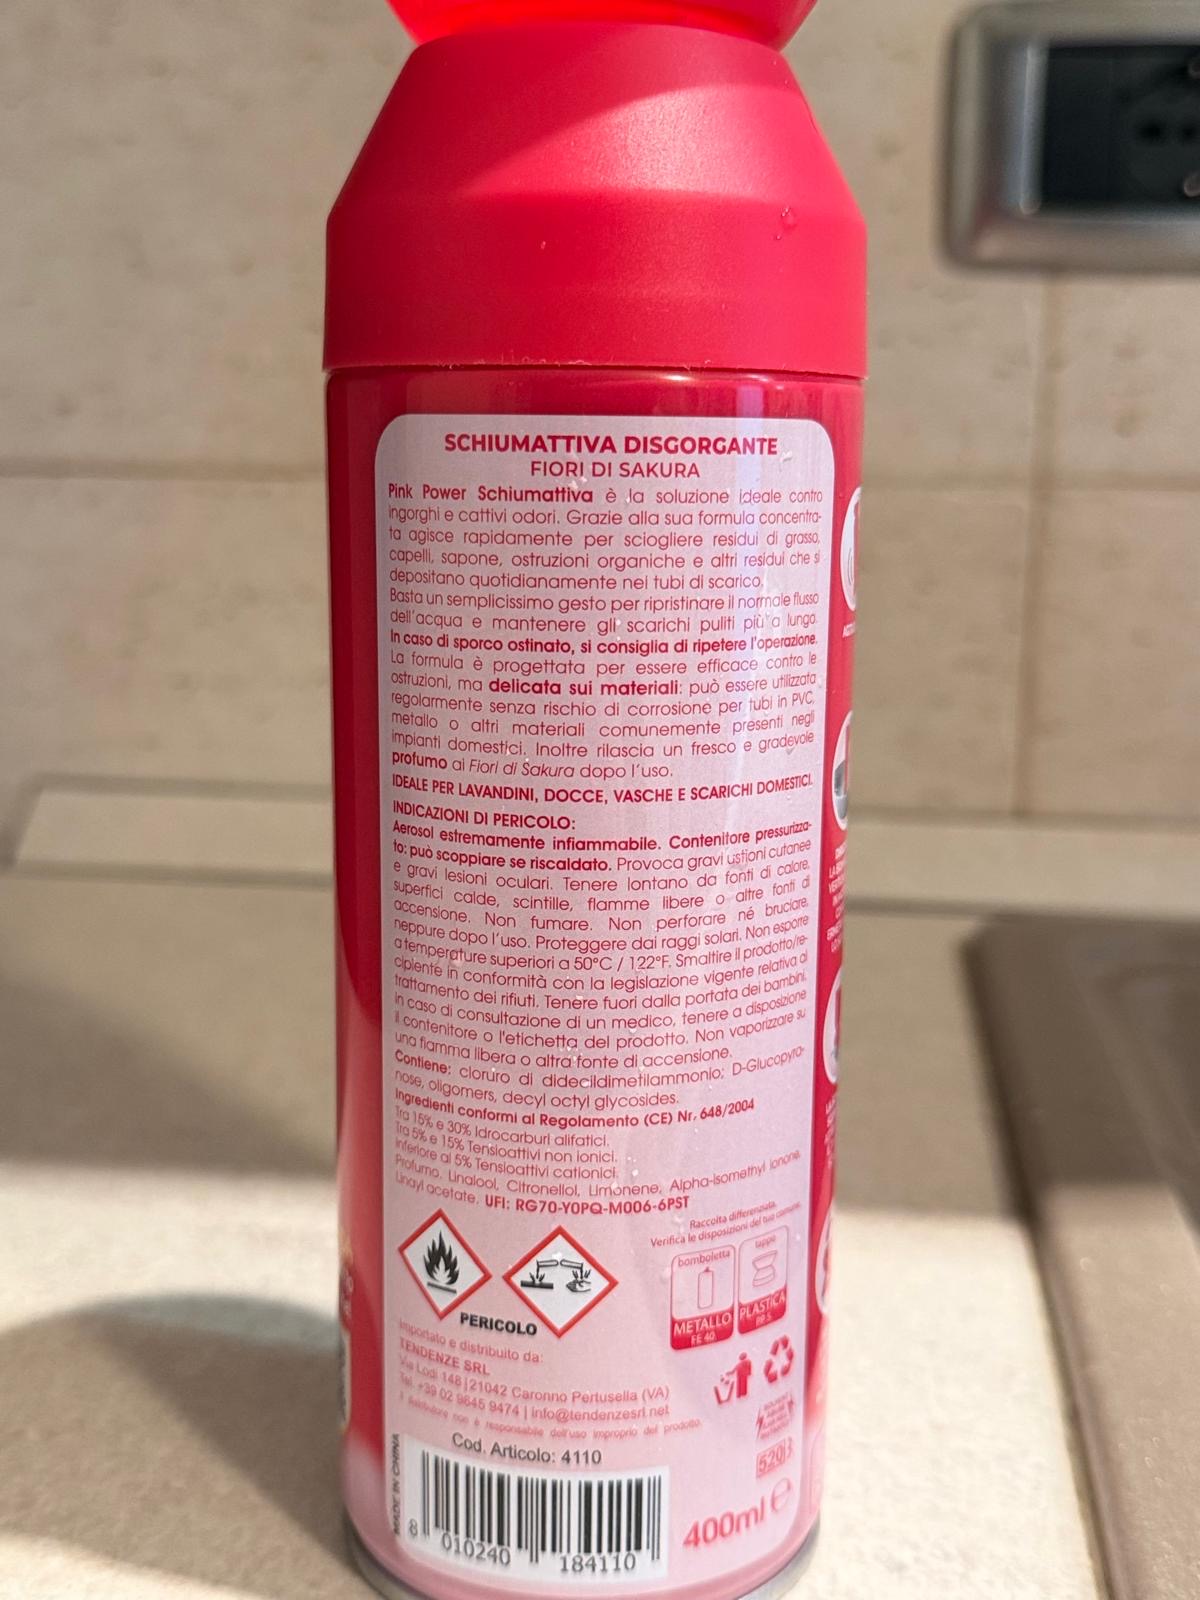 SCHIUMATTIVA DISGORGANTE
FIORI DI SAKURA
Pink Power Schiumattiva è la soluzione ideale contro
ingorghi e cattivi odori. Grazie alla sua formula concentra-
ta agisce rapidamente per sciogliere residui di grasso,
capelli, sapone, ostruzioni organiche e altri residui che si
depositano quotidianamente nei tubi di scarico.
Basta un semplicissimo gesto per ripristinare il normale flusso
dell'acqua e mantenere gli scarichi puliti più a lungo.
In caso di sporco ostinato, si consiglia di ripetere l'operazione.
La formula è progettata per essere efficace contro le
ostruzioni, ma delicata sui materiali: può essere utilizzata
regolarmente senza rischio di corrosione per tubi in PVC,
metallo o altri materiali comunemente presenti negli
impianti domestici. Inoltre rilascia un fresco e gradevole
profumo ai Fiori di Sakura dopo l'uso.
IDEALE PER LAVANDINI, DOCCE, VASCHE E SCARICHI DOMESTICI.
INDICAZIONI DI PERICOLO:
Aerosol estremamente infiammabile. Contenitore pressurizza-
to: può scoppiare se riscaldato. Provoca gravi ustioni cutanee
e gravi lesioni oculari. Tenere lontano da fonti di calore,
superfici calde, scintille, flamme libere o altre fonti di
accensione. Non fumare. Non perforare né bruciare,
neppure dopo l'uso. Proteggere dai raggi solari. Non esporre
a temperature superiori a 50°C / 122°F. Smaltire il prodotto/re-
cipiente in conformità con la legislazione vigente relativa al
trattamento dei rifiuti. Tenere fuori dalla portata dei bambini.
In caso di consultazione di un medico, tenere a disposizione
il contenitore o l'etichetta del prodotto. Non vaporizzare su
una fiamma libera o altra fonte di accensione.
Contiene: cloruro di didecildimetilammonio; D-Glucopyra-
nose, oligomers, decyl octyl glycosides.
Ingredienti conformi al Regolamento (CE) Nr. 648/2004
Tra 15% e 30% Idrocarburi alifatici.
Tra 5% e 15% Tensioattivi non ionici.
Inferiore al 5% Tensioattivi cationici.
Profumo, Linalool, Citronellol, Limonene, Alpha-isomethyl ionone,
Linayl acetate. UFI: RG70-Y0PQ-M006-6PST
Raccolta differenziata.
Verifica le disposizioni del tuo comune.
bomboletta
tappo
METALLO
FE 40
PLASTICA
PP 5
PERICOLO
Importato e distribuito da:
TENDENZE SRL
Via Lodi 148 | 21042 Caronno Pertusella (VA)
Tel. +39 02 9645 9474 | info@tendenzesrl.net
Il distributore non è responsabile dell'uso improprio del prodotto.
Cod. Articolo: 4110
MADE IN CHINA
8 010240 184110
400ml e